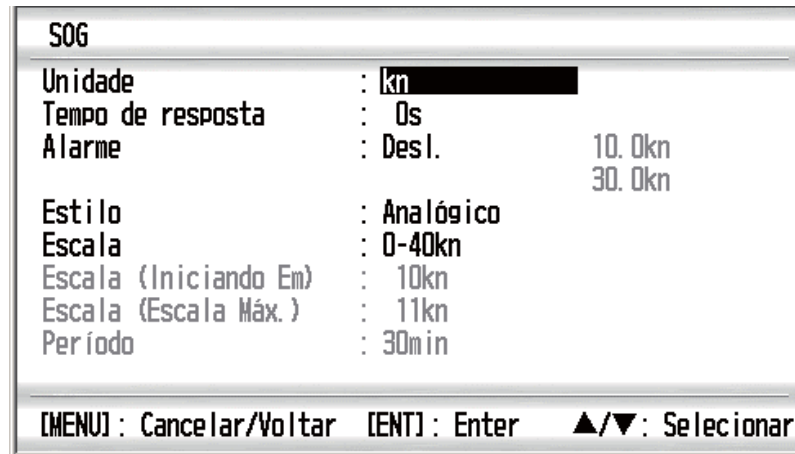 SOG
Unidade : kn
Tempo de resposta : 0s
Alarme : Desl. 10.0kn
30.0kn
Estilo : Analógico
Escala : 0-40kn
Escala (Iniciando Em) : 10kn
Escala (Escala Máx.) : 11kn
Período : 30min
[MENU]: Cancelar/Voltar [ENT]: Enter ▲/▼: Selecionar